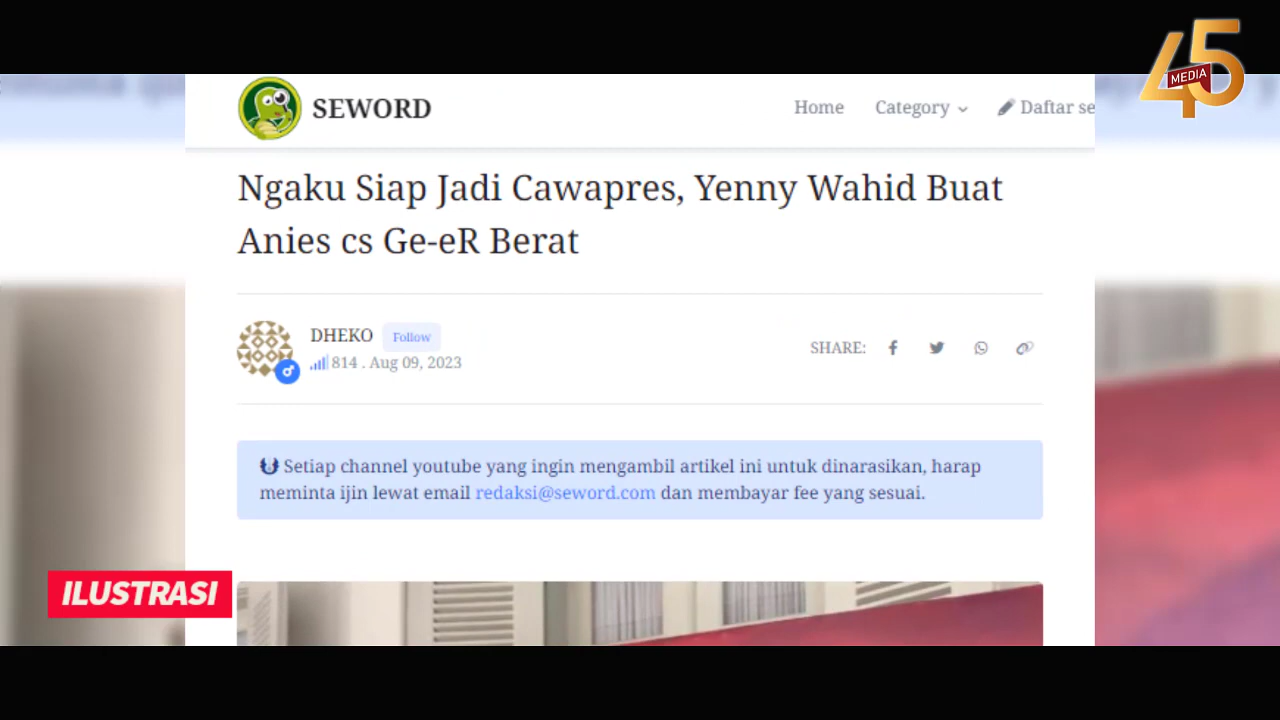 45
MEDIA
SEWORD
Home Category Daftar se
Ngaku Siap Jadi Cawapres, Yenny Wahid Buat
Anies cs Ge-eR Berat
DHEKO Follow
814 . Aug 09, 2023
SHARE:
Setiap channel youtube yang ingin mengambil artikel ini untuk dinarasikan, harap
meminta ijin lewat email redaksi@seword.com dan membayar fee yang sesuai.
ILUSTRASI